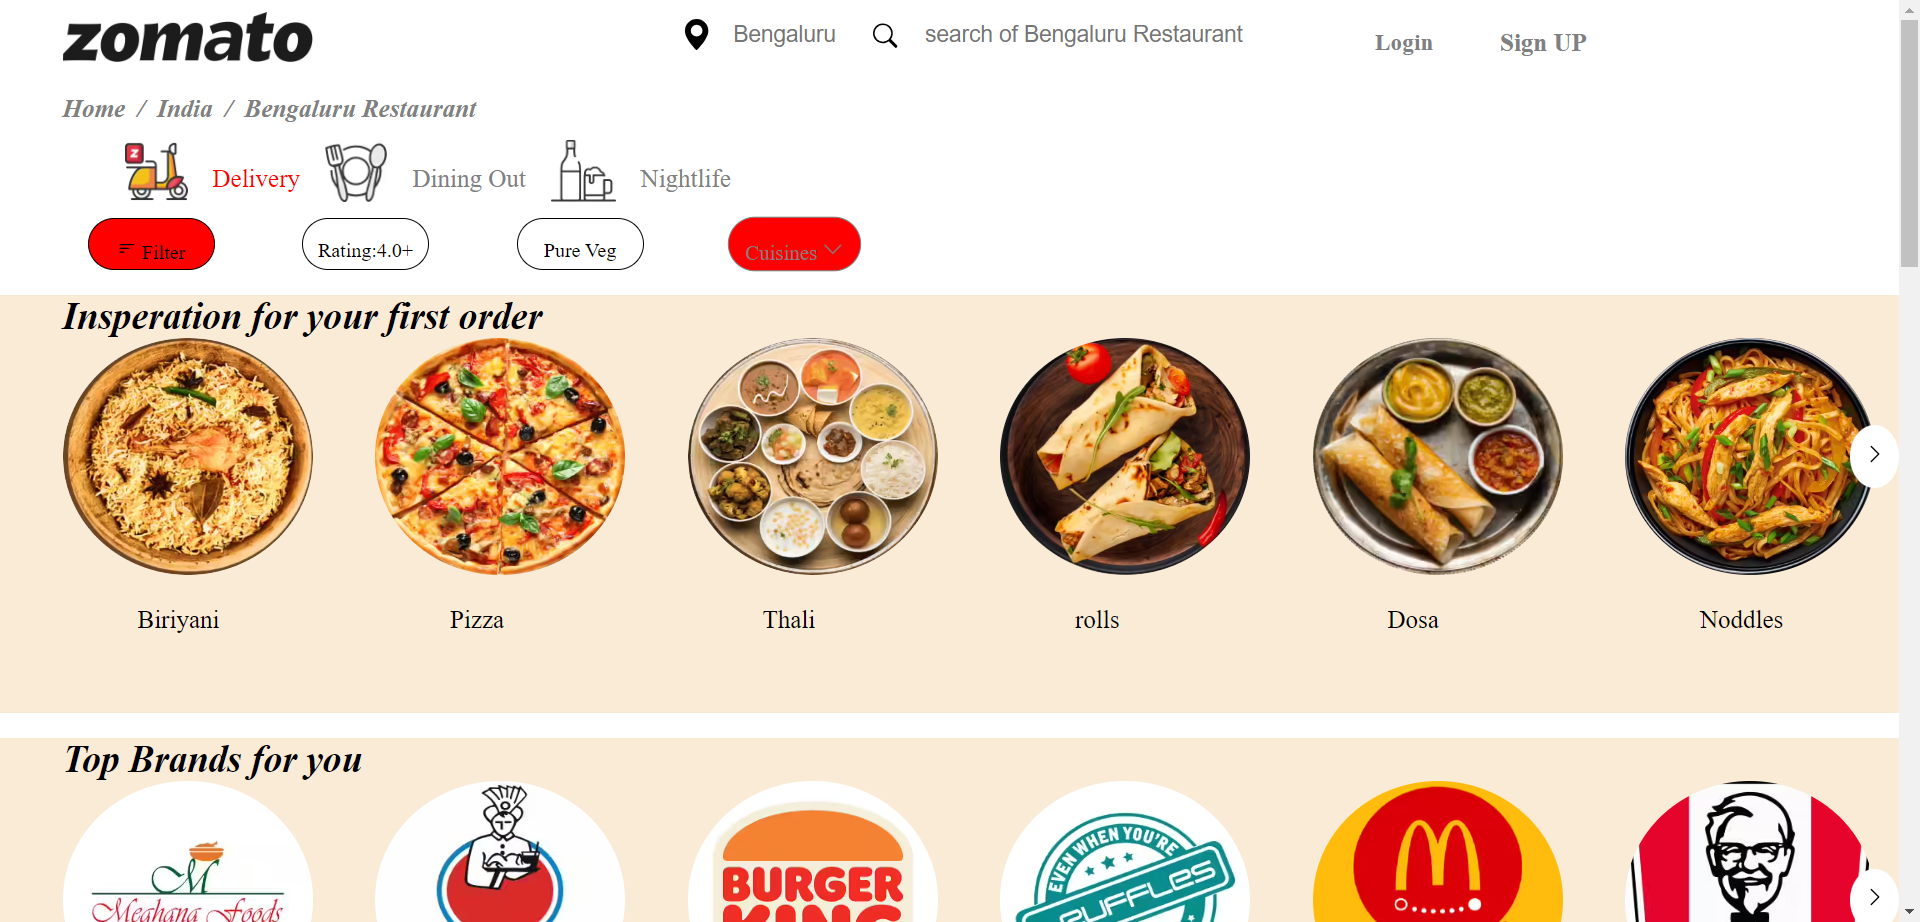 zomato
Bengaluru
search of Bengaluru Restaurant
Login
Sign UP
Home / India / Bengaluru Restaurant
Delivery
Dining Out
Nightlife
Filter
Rating:4.0+
Pure Veg
Cuisines
Insperation for your first order
Biriyani
Pizza
Thali
rolls
Dosa
Noddles
Top Brands for you
Meghana Foods
BURGER
KING
EVEN WHEN YOU'RE